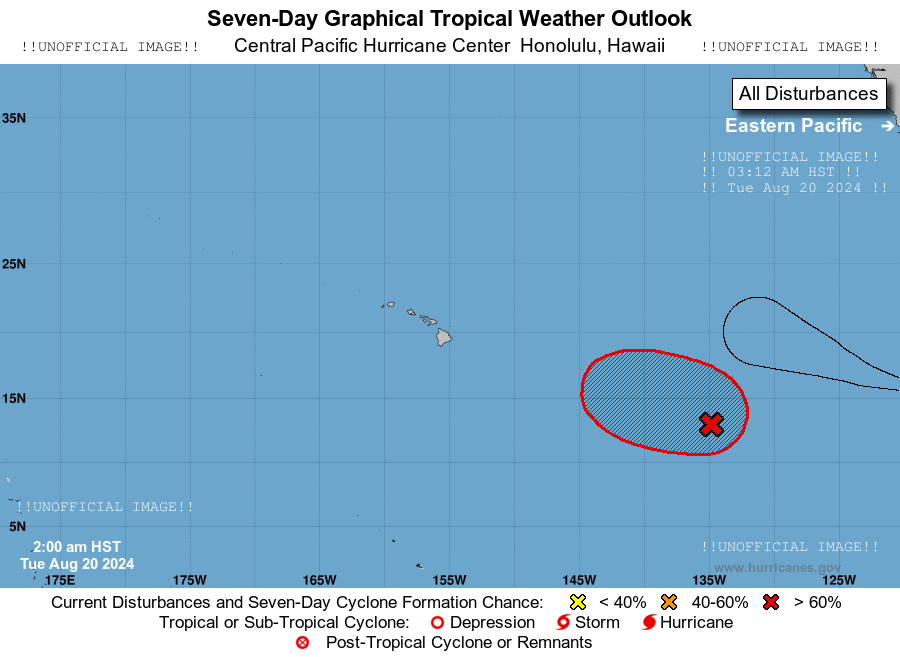 Seven-Day Graphical Tropical Weather Outlook
!!UNOFFICIAL IMAGE!! Central Pacific Hurricane Center Honolulu, Hawaii !!UNOFFICIAL IMAGE!!
All Disturbances
35N
Eastern Pacific →
!!UNOFFICIAL IMAGE!!
!! 03:12 AM HST !!
!! Tue Aug 20 2024 !!
25N
15N
!!UNOFFICIAL IMAGE!!
5N
2:00 am HST
!!UNOFFICIAL IMAGE!!
Tue Aug 20 2024
www.hurricanes.gov
175E 175W 165W 155W 145W 135W 125W
Current Disturbances and Seven-Day Cyclone Formation Chance: < 40% 40-60% > 60%
Tropical or Sub-Tropical Cyclone: Depression Storm Hurricane
Post-Tropical Cyclone or Remnants